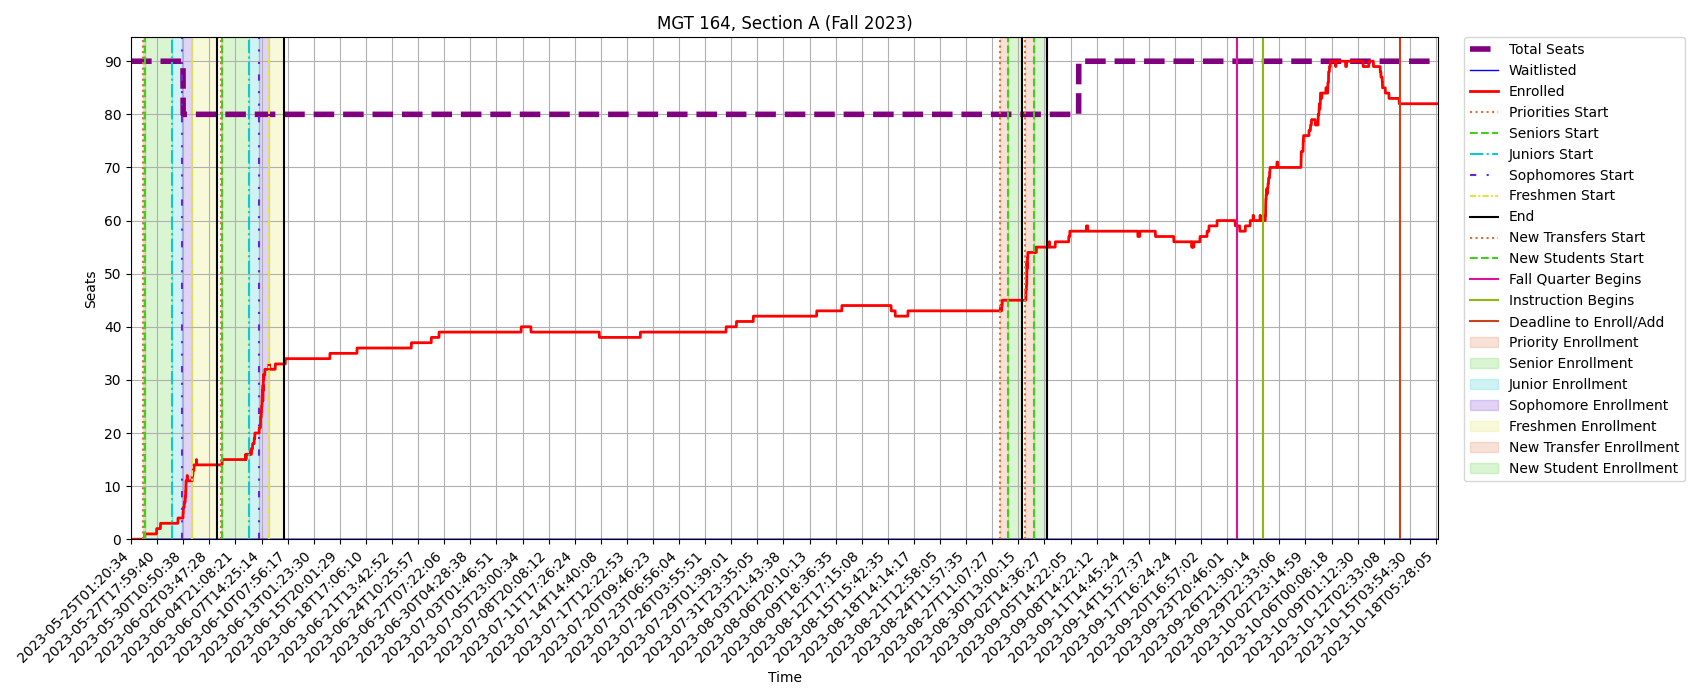 MGT 164, Section A (Fall 2023)
Seats
90
80
70
60
50
40
30
20
10
0
2023-05-25T01:20:34
2023-05-27T17:59:40
2023-05-30T10:50:38
2023-06-02T03:47:28
2023-06-04T21:08:21
2023-06-07T14:25:14
2023-06-10T07:56:17
2023-06-13T01:23:30
2023-06-15T20:01:29
2023-06-18T17:06:10
2023-06-21T13:42:52
2023-06-24T10:25:57
2023-06-27T07:22:06
2023-06-30T04:28:38
2023-07-03T01:46:51
2023-07-05T23:00:34
2023-07-08T20:08:12
2023-07-11T17:26:24
2023-07-14T14:40:08
2023-07-17T12:22:53
2023-07-20T09:46:23
2023-07-23T06:56:04
2023-07-26T03:55:51
2023-07-29T01:39:01
2023-07-31T23:35:05
2023-08-03T21:43:38
2023-08-06T20:10:13
2023-08-09T18:36:35
2023-08-12T17:15:08
2023-08-15T15:42:35
2023-08-18T14:14:17
2023-08-21T12:58:05
2023-08-24T11:57:35
2023-08-27T11:07:27
2023-08-30T13:00:15
2023-09-02T14:36:27
2023-09-05T14:22:05
2023-09-08T14:22:12
2023-09-11T14:45:24
2023-09-14T15:27:37
2023-09-17T16:24:24
2023-09-20T16:57:02
2023-09-23T20:46:01
2023-09-26T21:30:14
2023-09-29T22:33:06
2023-10-02T23:14:59
2023-10-06T00:08:18
2023-10-09T01:12:30
2023-10-12T02:33:08
2023-10-15T03:54:30
2023-10-18T05:28:05
Time
Total Seats
Waitlisted
Enrolled
Priorities Start
Seniors Start
Juniors Start
Sophomores Start
Freshmen Start
End
New Transfers Start
New Students Start
Fall Quarter Begins
Instruction Begins
Deadline to Enroll/Add
Priority Enrollment
Senior Enrollment
Junior Enrollment
Sophomore Enrollment
Freshmen Enrollment
New Transfer Enrollment
New Student Enrollment